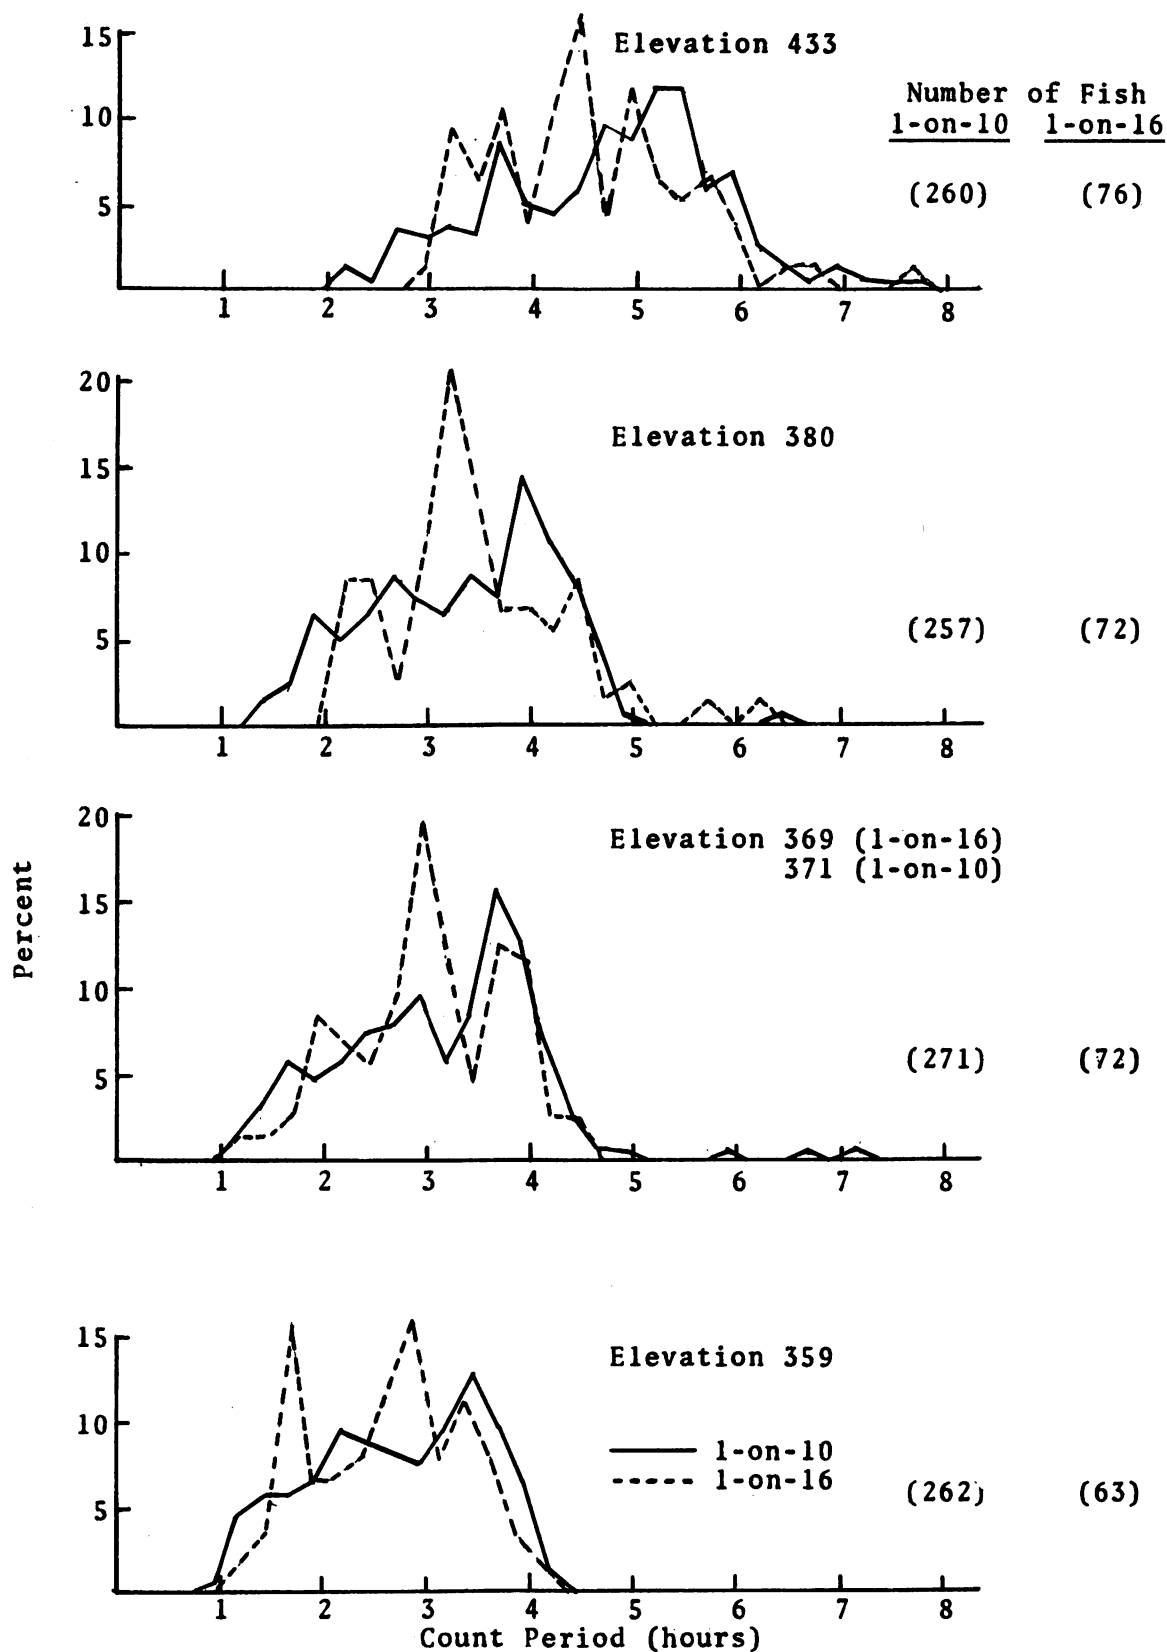 15
Elevation 433
Number of Fish
1-on-10 1-on-16
10
5
(260) (76)
1 2 3 4 5 6 7 8
20
Elevation 380
15
10
5
(257) (72)
1 2 3 4 5 6 7 8
20
Elevation 369 (1-on-16)
371 (1-on-10)
15
Percent
10
5
(271) (72)
1 2 3 4 5 6 7 8
15
Elevation 359
10
1-on-10
1-on-16
5
(262) (63)
1 2 3 4 5 6 7 8
Count Period (hours)